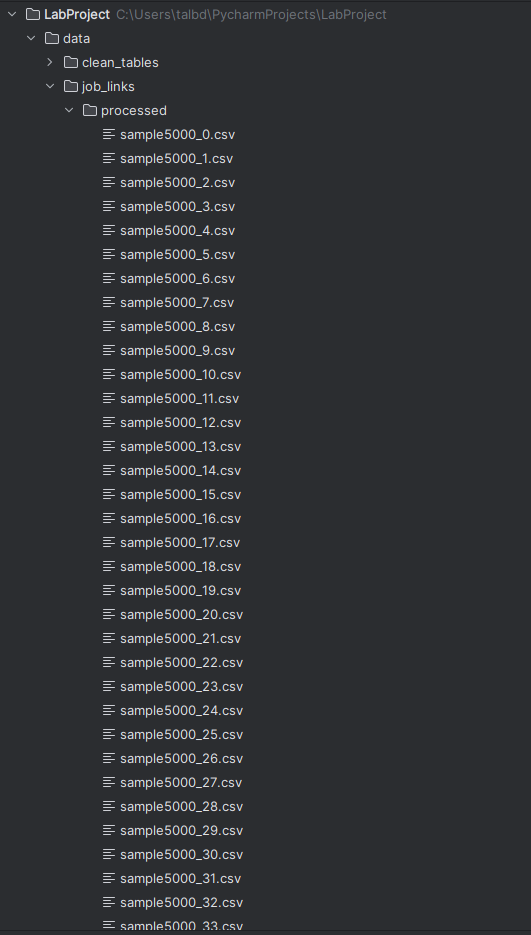 LabProject C:\Users\talbd\PycharmProjects\LabProject
data
clean_tables
job_links
processed
sample5000_0.csv
sample5000_1.csv
sample5000_2.csv
sample5000_3.csv
sample5000_4.csv
sample5000_5.csv
sample5000_6.csv
sample5000_7.csv
sample5000_8.csv
sample5000_9.csv
sample5000_10.csv
sample5000_11.csv
sample5000_12.csv
sample5000_13.csv
sample5000_14.csv
sample5000_15.csv
sample5000_16.csv
sample5000_17.csv
sample5000_18.csv
sample5000_19.csv
sample5000_20.csv
sample5000_21.csv
sample5000_22.csv
sample5000_23.csv
sample5000_24.csv
sample5000_25.csv
sample5000_26.csv
sample5000_27.csv
sample5000_28.csv
sample5000_29.csv
sample5000_30.csv
sample5000_31.csv
sample5000_32.csv
sample5000_33.csv